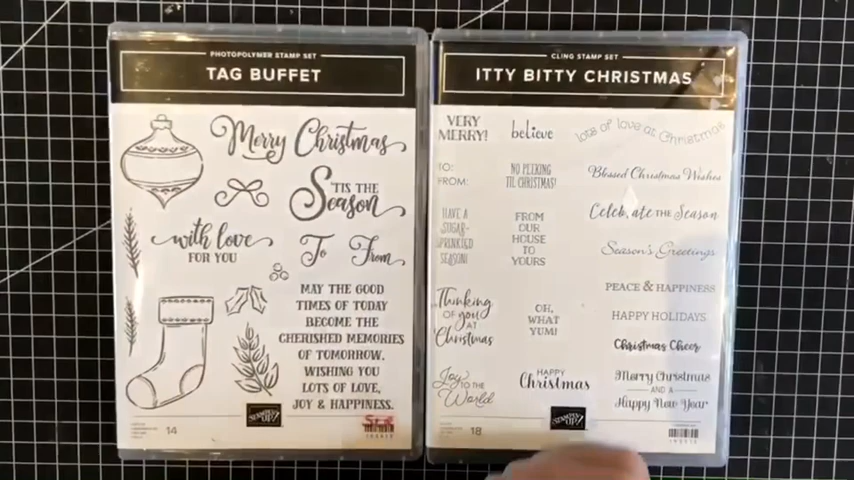 PHOTOPOLYMER STAMP SET
TAG BUFFET
Merry Christmas
'TIS THE
Season
with love
FOR YOU
To
From
MAY THE GOOD
TIMES OF TODAY
BECOME THE
CHERISHED MEMORIES
OF TOMORROW.
WISHING YOU
LOTS OF LOVE,
JOY & HAPPINESS.
STAMPIN' UP!
14
CLING STAMP SET
ITTY BITTY CHRISTMAS
VERY
MERRY!
believe
lots of love at Christmas
TO:
FROM:
NO PEEKING
'TIL CHRISTMAS!
Blessed Christmas Wishes
HAVE A
SUGAR-
SPRINKLED
SEASON!
FROM
OUR
HOUSE
TO
YOURS
Celebrate the Season
Season's Greetings
PEACE & HAPPINESS
Thinking
OF you
AT
Christmas
OH,
WHAT
YUM!
HAPPY HOLIDAYS
Christmas Cheer
Joy TO THE
World
HAPPY
Christmas
Merry Christmas
AND A
Happy New Year
STAMPIN' UP!
18